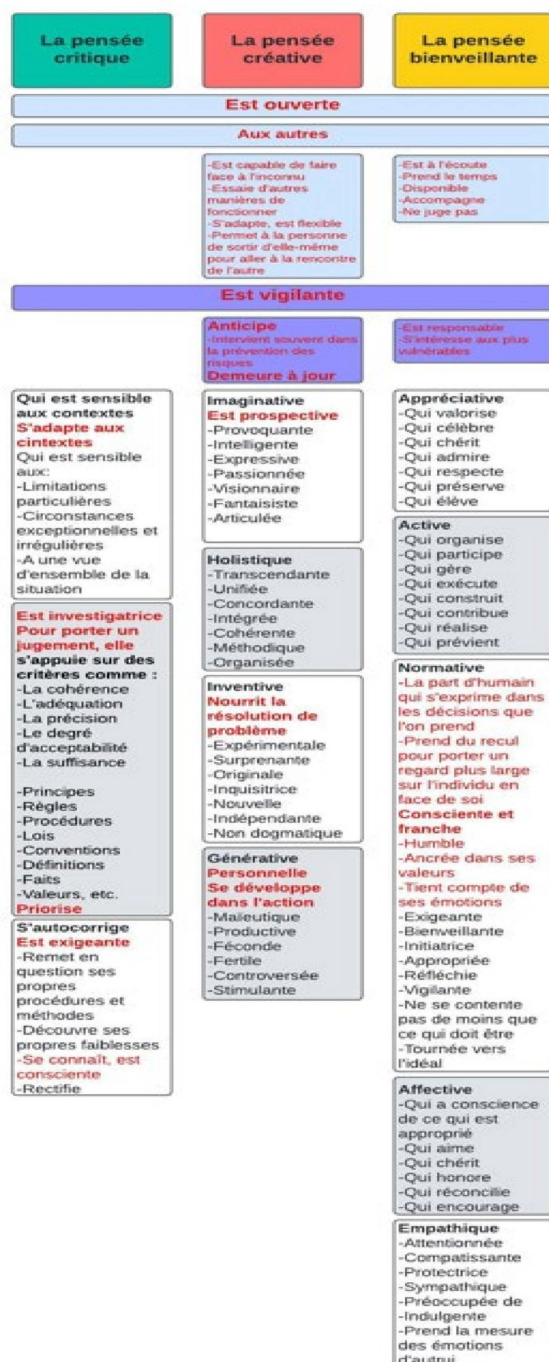 La pensée
critique
La pensée
créative
La pensée
bienveillante
Est ouverte
Aux autres
-Est capable de faire
face à l'inconnu
-Essaie d'autres
manières de
fonctionner
-S'adapte, est flexible
-Permet à la personne
de sortir d'elle-même
pour aller à la rencontre
de l'autre
-Est à l'écoute
-Prend le temps
-Disponible
-Accompagne
-Ne juge pas
Est vigilante
Anticipe
-Intervient souvent dans
la prévention des
risques
Demeure à jour
-Est responsable
-S'intéresse aux plus
vulnérables
Qui est sensible
aux contextes
S'adapte aux
cintextes
Qui est sensible
aux:
-Limitations
particulières
-Circonstances
exceptionnelles et
irrégulières
-A une vue
d'ensemble de la
situation
Est investigatrice
Pour porter un
jugement, elle
s'appuie sur des
critères comme :
-La cohérence
-L'adéquation
-La précision
-Le degré
d'acceptabilité
-La suffisance
-Principes
-Règles
-Procédures
-Lois
-Conventions
-Définitions
-Faits
-Valeurs, etc.
Priorise
S'autocorrige
Est exigeante
-Remet en
question ses
propres
procédures et
méthodes
-Découvre ses
propres faiblesses
-Se connaît, est
consciente
-Rectifie
Imaginative
Est prospective
-Provoquante
-Intelligente
-Expressive
-Passionnée
-Visionnaire
-Fantaisiste
-Articulée
Holistique
-Transcendante
-Unifiée
-Concordante
-Intégrée
-Cohérente
-Méthodique
-Organisée
Inventive
Nourrit la
résolution de
problème
-Expérimentale
-Surprenante
-Originale
-Inquisitrice
-Nouvelle
-Indépendante
-Non dogmatique
Générative
Personnelle
Se développe
dans l'action
-Maïeutique
-Productive
-Féconde
-Fertile
-Controversée
-Stimulante
Appréciative
-Qui valorise
-Qui célèbre
-Qui chérit
-Qui admire
-Qui respecte
-Qui préserve
-Qui élève
Active
-Qui organise
-Qui participe
-Qui gère
-Qui exécute
-Qui construit
-Qui contribue
-Qui réalise
-Qui prévient
Normative
-La part d'humain
qui s'exprime dans
les décisions que
l'on prend
-Prend du recul
pour porter un
regard plus large
sur l'individu en
face de soi
Consciente et
franche
-Humble
-Ancrée dans ses
valeurs
-Tient compte de
ses émotions
-Exigeante
-Bienveillante
-Initiatrice
-Appropriée
-Réfléchie
-Vigilante
-Ne se contente
pas de moins que
ce qui doit être
-Tournée vers
l'idéal
Affective
-Qui a conscience
de ce qui est
approprié
-Qui aime
-Qui chérit
-Qui honore
-Qui réconcilie
-Qui encourage
Empathique
-Attentionnée
-Compatissante
-Protectrice
-Sympathique
-Préoccupée de
-Indulgente
-Prend la mesure
des émotions
d'autrui